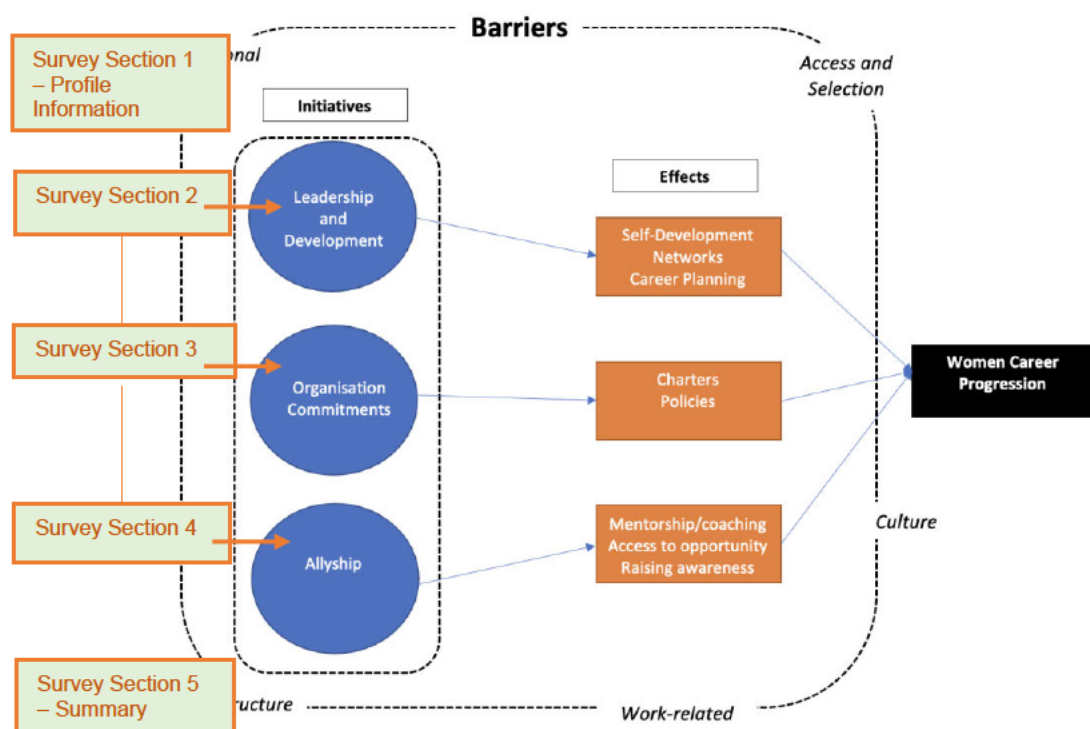 Barriers
Survey Section 1
– Profile
Information
onal
Access and
Selection
Initiatives
Effects
Survey Section 2
Leadership
and
Development
Self-Development
Networks
Career Planning
Survey Section 3
Organisation
Commitments
Charters
Policies
Women Career
Progression
Survey Section 4
Allyship
Mentorship/coaching
Access to opportunity
Raising awareness
Culture
Survey Section 5
– Summary
ructure
Work-related